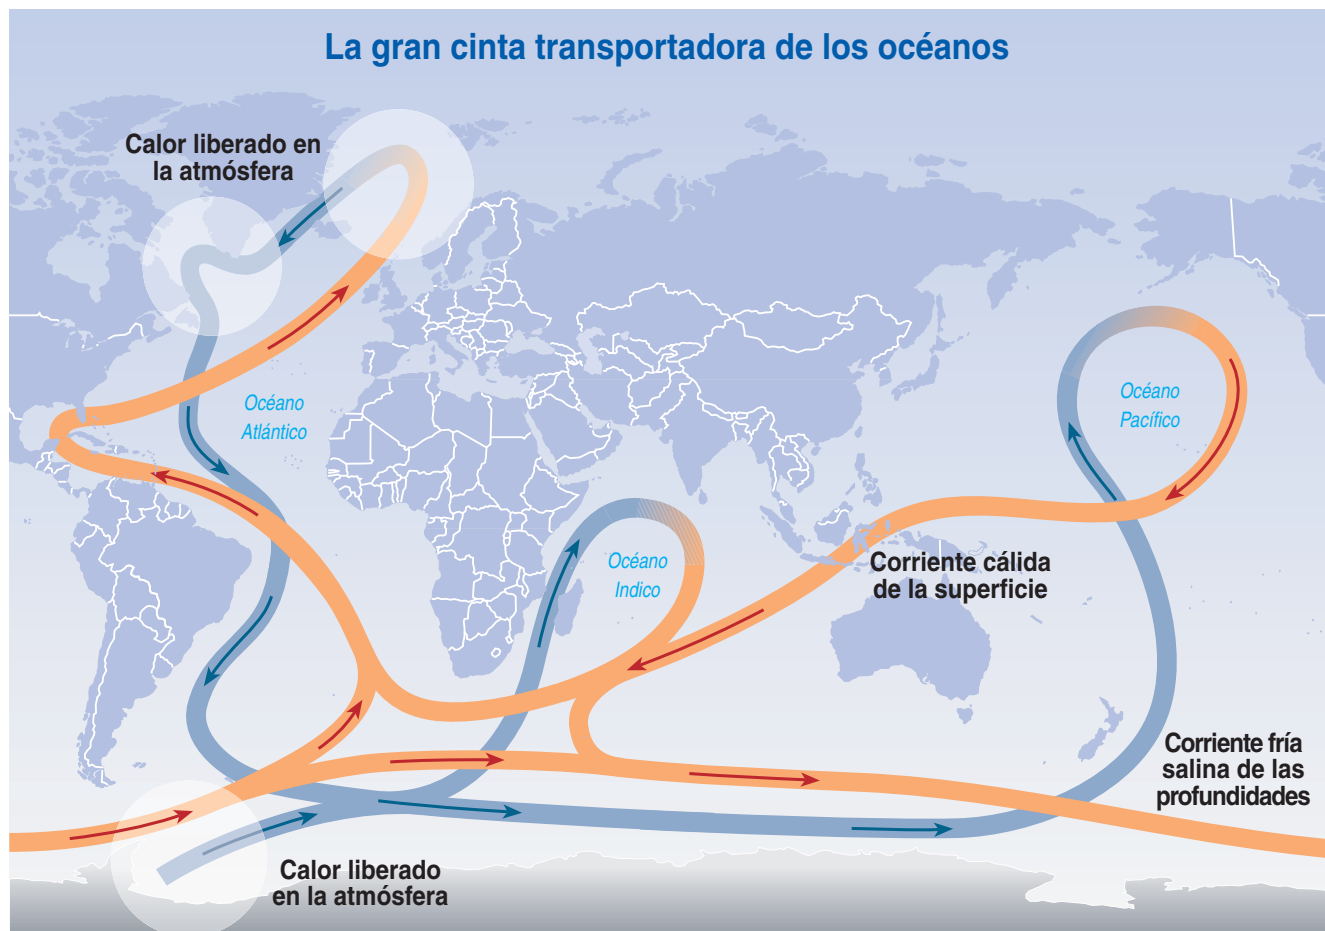 La gran cinta transportadora de los océanos
Calor liberado en
la atmósfera
Océano
Atlántico
Océano
Pacífico
Océano
Indico
Corriente cálida
de la superficie
Corriente fría
salina de las
profundidades
Calor liberado
en la atmósfera